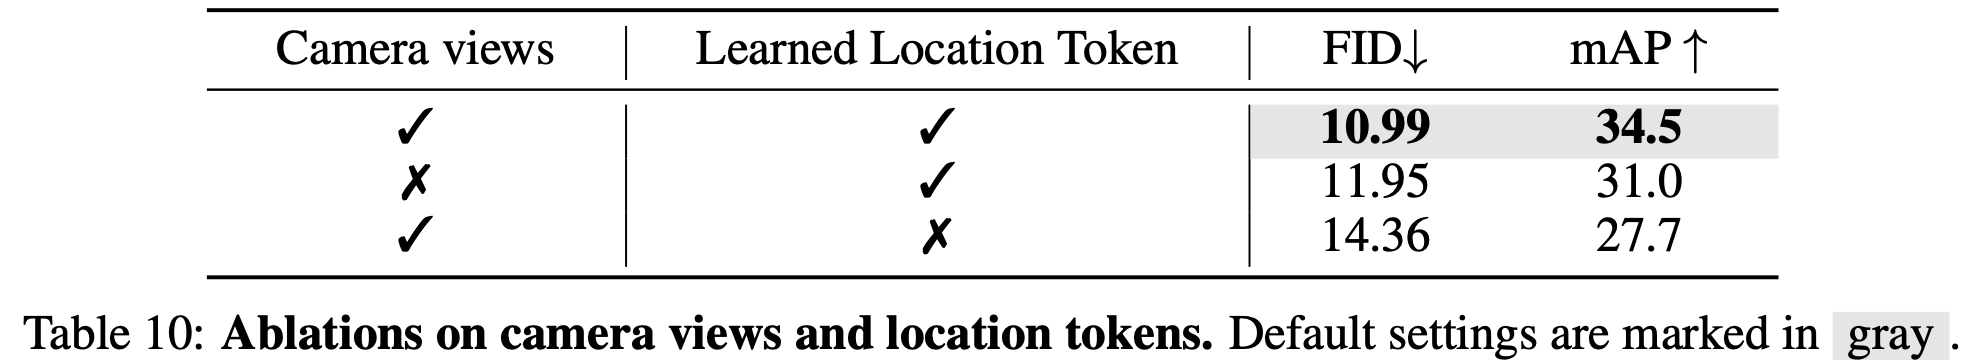 Camera views Learned Location Token FID↓ mAP↑
✓ ✓ 10.99 34.5
✗ ✓ 11.95 31.0
✓ ✗ 14.36 27.7
Table 10: Ablations on camera views and location tokens. Default settings are marked in gray .